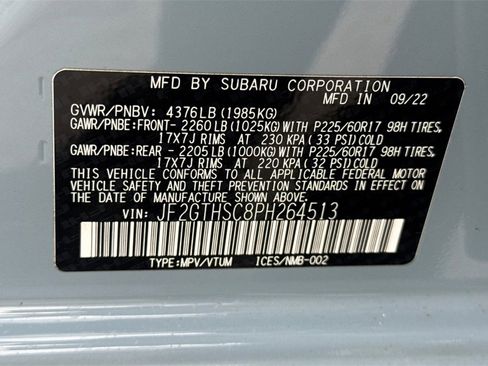 MFD BY SUBARU CORPORATION
GVWR/PNBV: 4376LB (1985KG) 09/22
GAWR/PNBE:FRONT-2260LB(1025KG)WITH P225/60R17 98H TIRES,
17X7J RIMS AT 230 KPA(33 PSI)COLD
GAWR/PNBE:REAR -2205LB(1000KG)WITH P225/60R17 98H TIRES,
17X7J RIMS AT 220 KPA(32 PSI)COLD
THIS VEHICLE CONFORMS TO ALL APPLICABLE FEDERAL MOTOR
VEHICLE SAFETY AND THEFT PREVENTION STANDARDS IN EFFECT
ON THE DATE OF MANUFACTURE SHOWN ABOVE.
VIN: JF2GTHSC8PH264513
TYPE:MPV/VTUM ICES/NMB-002